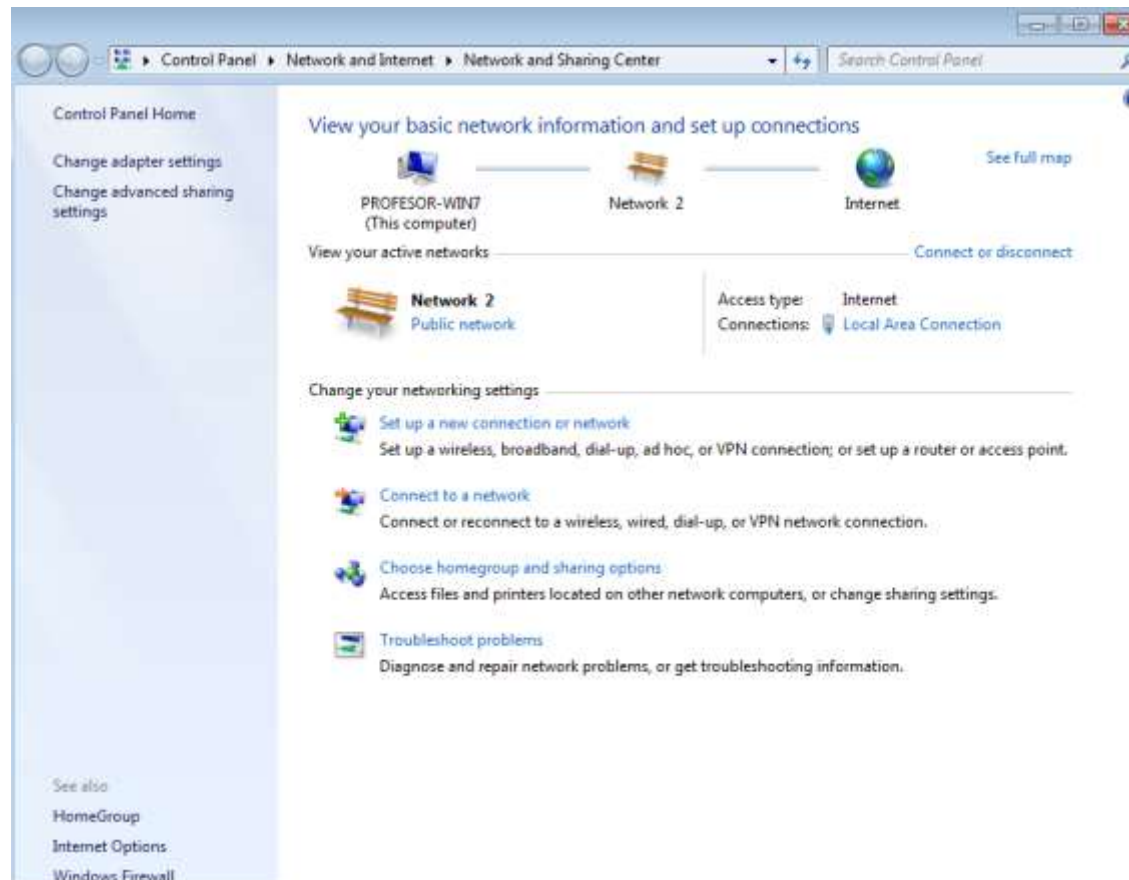 Control Panel ▸ Network and Internet ▸ Network and Sharing Center
Search Control Panel
Control Panel Home
Change adapter settings
Change advanced sharing
settings
View your basic network information and set up connections
See full map
PROFESOR-WIN7
(This computer)
Network 2
Internet
View your active networks
Connect or disconnect
Network 2
Public network
Access type: Internet
Connections: Local Area Connection
Change your networking settings
Set up a new connection or network
Set up a wireless, broadband, dial-up, ad hoc, or VPN connection; or set up a router or access point.
Connect to a network
Connect or reconnect to a wireless, wired, dial-up, or VPN network connection.
Choose homegroup and sharing options
Access files and printers located on other network computers, or change sharing settings.
Troubleshoot problems
Diagnose and repair network problems, or get troubleshooting information.
See also
HomeGroup
Internet Options
Windows Firewall